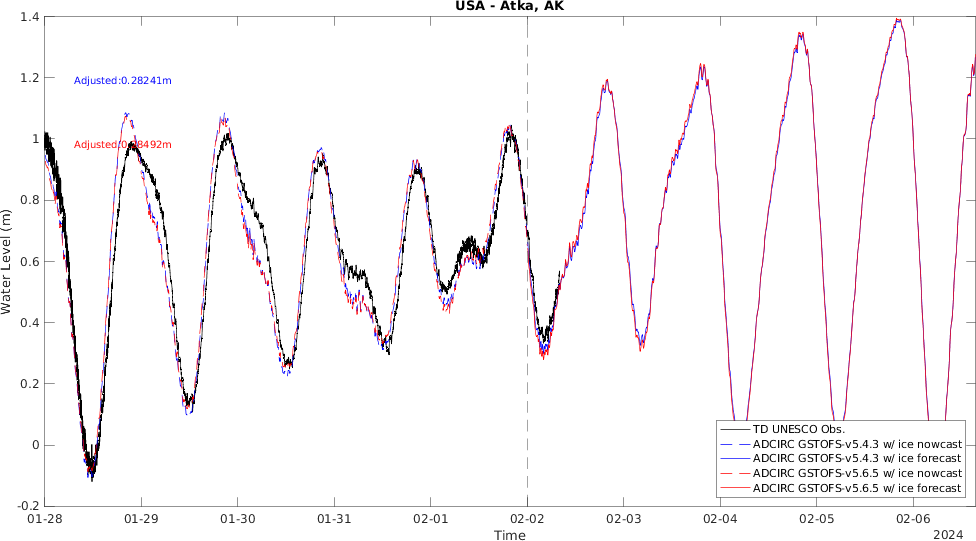 USA - Atka, AK
1.4
1.2
1
0.8
0.6
0.4
0.2
0
-0.2
Water Level (m)
Adjusted:0.28241m
Adjusted:0.28492m
TD UNESCO Obs.
ADCIRC GSTOFS-v5.4.3 w/ ice nowcast
ADCIRC GSTOFS-v5.4.3 w/ ice forecast
ADCIRC GSTOFS-v5.6.5 w/ ice nowcast
ADCIRC GSTOFS-v5.6.5 w/ ice forecast
01-28 01-29 01-30 01-31 02-01 02-02 02-03 02-04 02-05 02-06
Time
2024